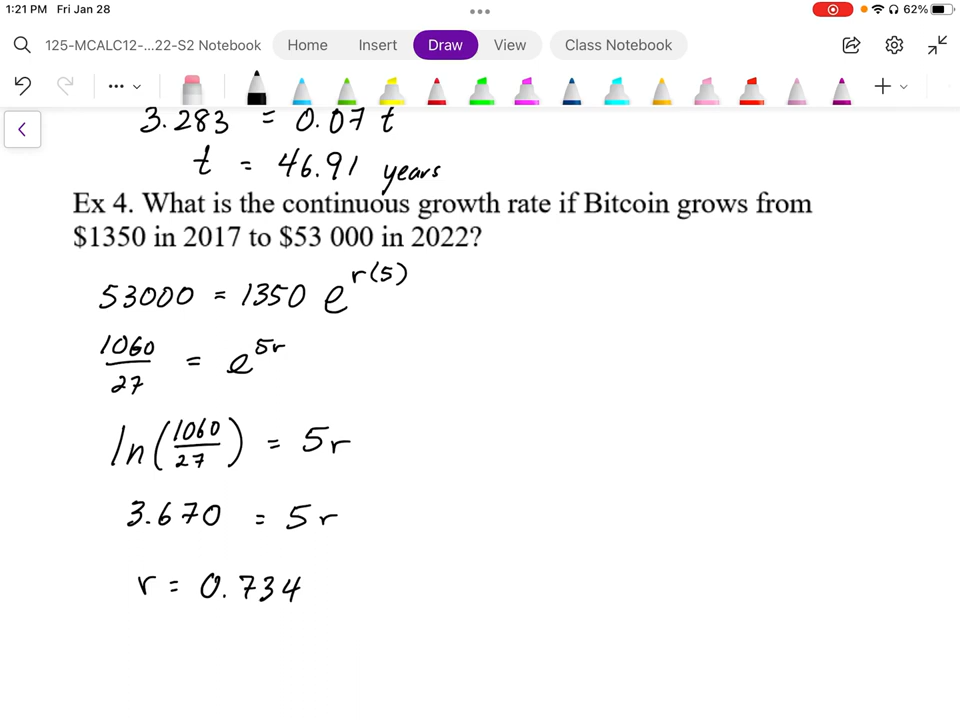 1:21 PM Fri Jan 28
62%
125-MCALC12-...22-S2 Notebook Home Insert Draw View Class Notebook
3.283 = 0.07 t
t = 46.91 years
Ex 4. What is the continuous growth rate if Bitcoin grows from
$1350 in 2017 to $53 000 in 2022?
53000 = 1350 e^r(5)
1060/27 = e^5r
ln(1060/27) = 5r
3.670 = 5r
r = 0.734